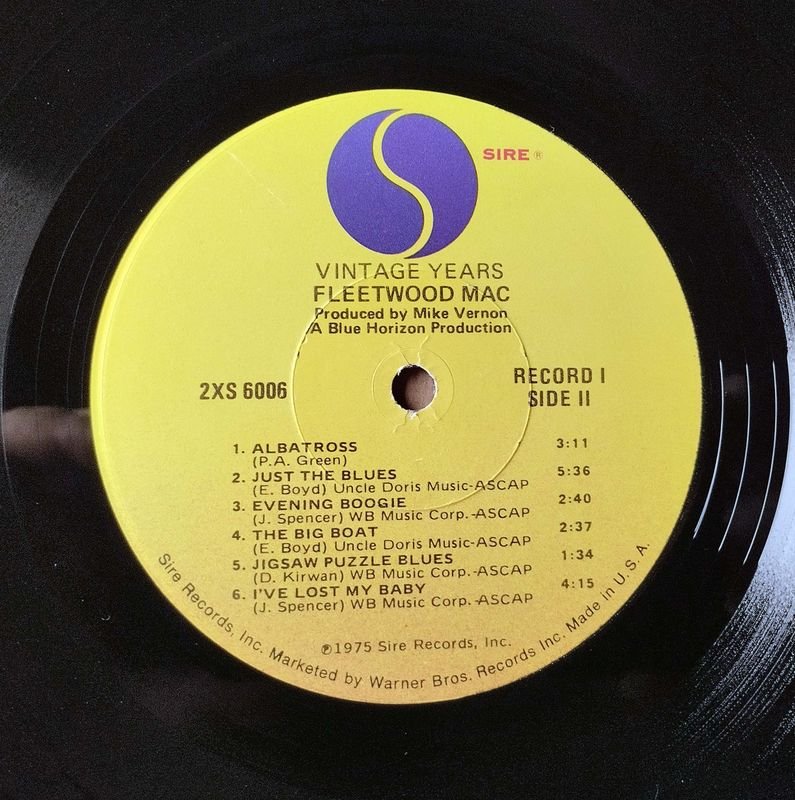 SIRE ®
VINTAGE YEARS
FLEETWOOD MAC
Produced by Mike Vernon
A Blue Horizon Production
2XS 6006
RECORD I
SIDE II
1. ALBATROSS 3:11
(P.A. Green)
2. JUST THE BLUES 5:36
(E. Boyd) Uncle Doris Music-ASCAP
3. EVENING BOOGIE 2:40
(J. Spencer) WB Music Corp.-ASCAP
4. THE BIG BOAT 2:37
(E. Boyd) Uncle Doris Music-ASCAP
5. JIGSAW PUZZLE BLUES 1:34
(D. Kirwan) WB Music Corp.-ASCAP
6. I'VE LOST MY BABY 4:15
(J. Spencer) WB Music Corp.-ASCAP
℗1975 Sire Records, Inc.
Sire Records, Inc. Marketed by Warner Bros. Records Inc. Made in U.S.A.